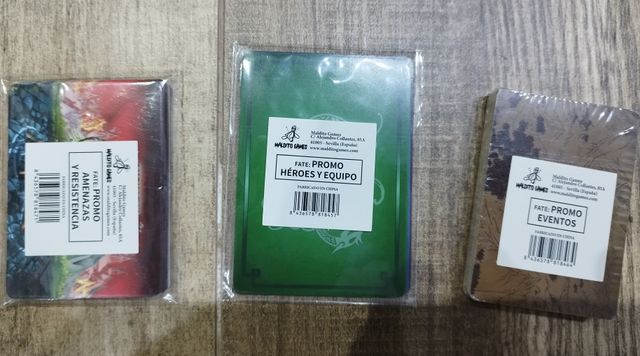 MALDITO GAMES
Maldito Games
C/ Alejandro Collantes, 85A
41005 - Sevilla (España)
www.malditogames.com
FATE: PROMO
AMENAZAS
Y RESISTENCIA
FABRICADO EN CHINA
MALDITO GAMES
Maldito Games
C/ Alejandro Collantes, 85A
41005 - Sevilla (España)
www.malditogames.com
FATE: PROMO
HÉROES Y EQUIPO
FABRICADO EN CHINA
8 436578 818457
MALDITO GAMES
Maldito Games
C/ Alejandro Collantes, 85A
41005 - Sevilla (España)
www.malditogames.com
FATE: PROMO
EVENTOS
FABRICADO EN CHINA
8 436578 818464